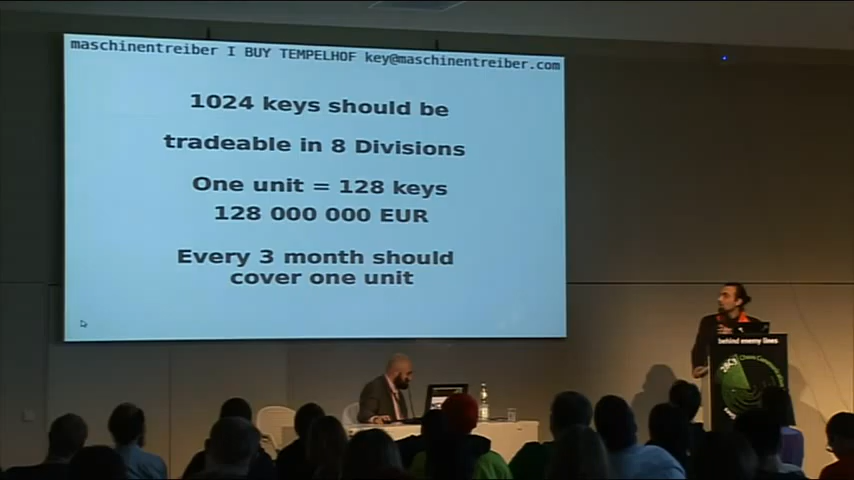 maschinentreiber I BUY TEMPELHOF key@maschinentreiber.com
1024 keys should be
tradeable in 8 Divisions
One unit = 128 keys
128 000 000 EUR
Every 3 month should
cover one unit
behind enemy lines